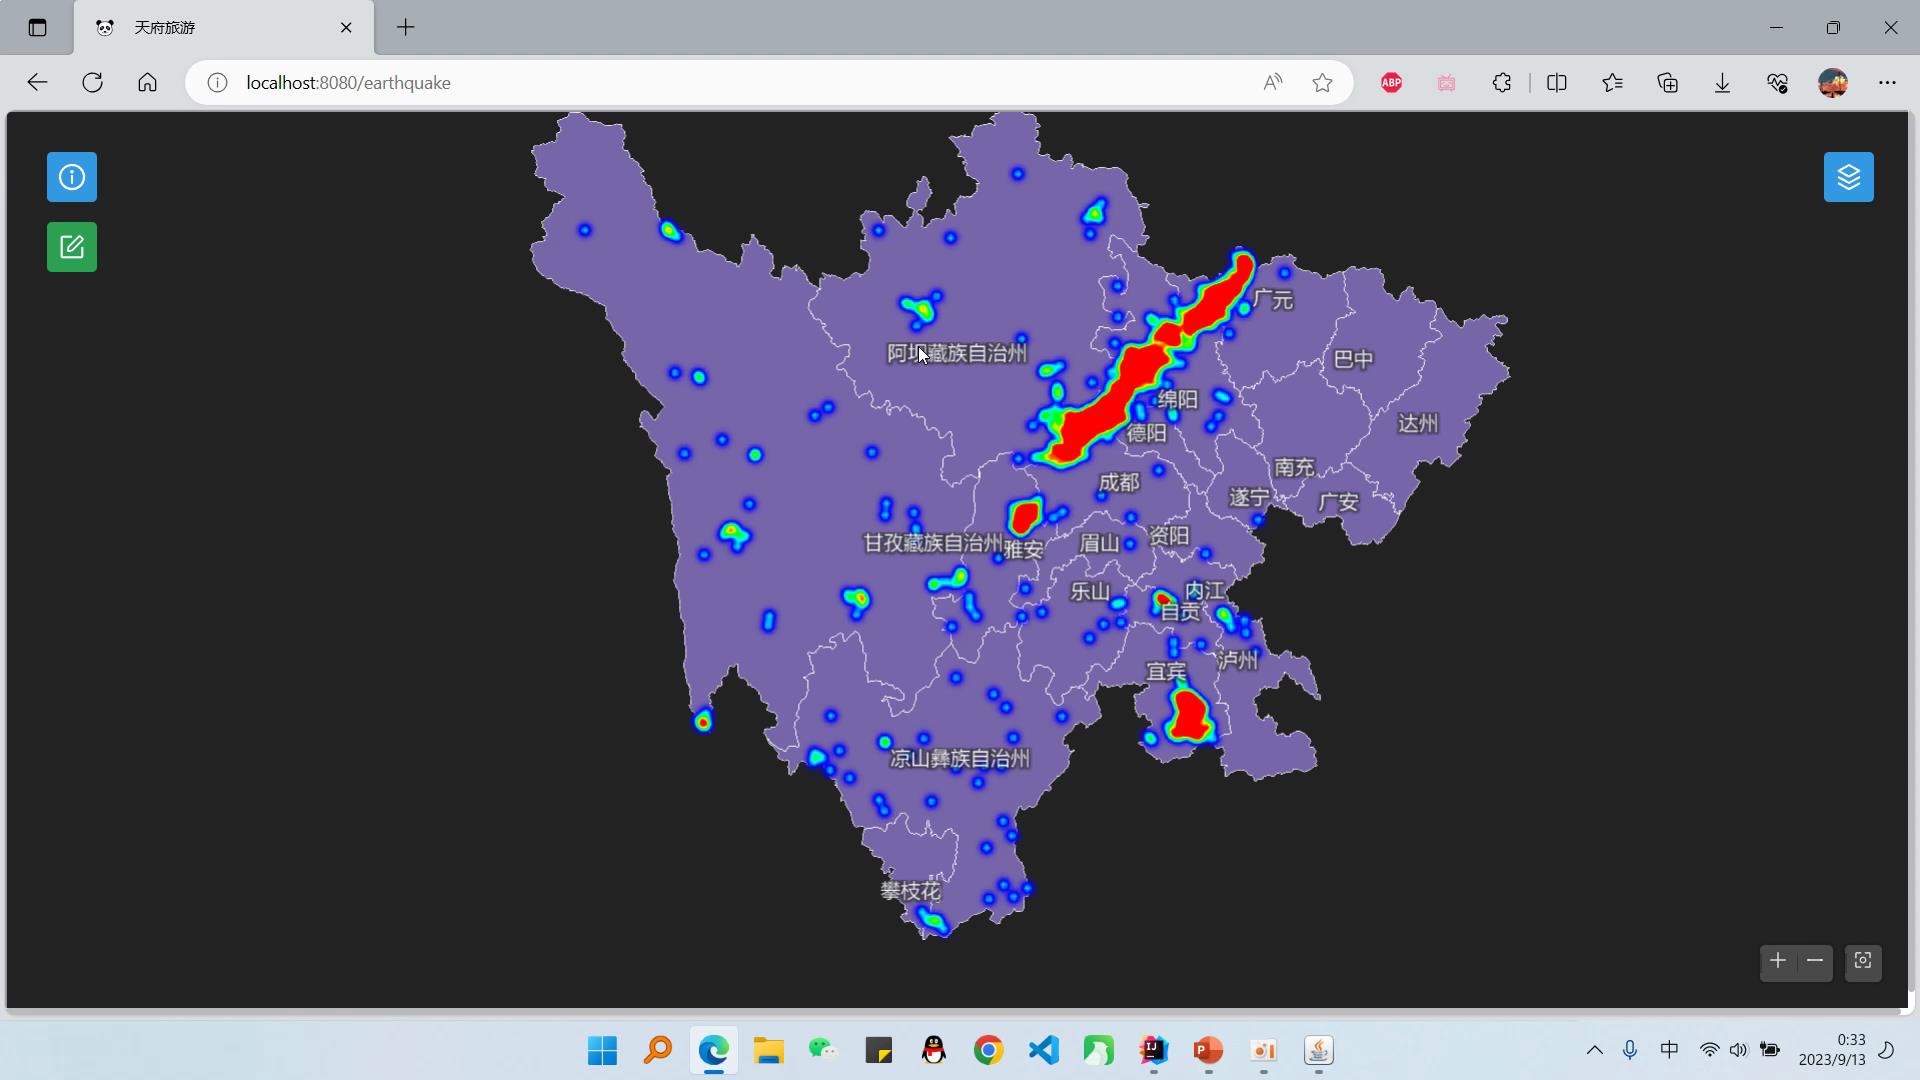 天府旅游
localhost:8080/earthquake
ABP
广元
阿坝藏族自治州
巴中
绵阳
达州
德阳
南充
成都
遂宁
广安
资阳
甘孜藏族自治州
雅安
眉山
乐山
内江
自贡
泸州
宜宾
凉山彝族自治州
攀枝花
中
0:33
2023/9/13